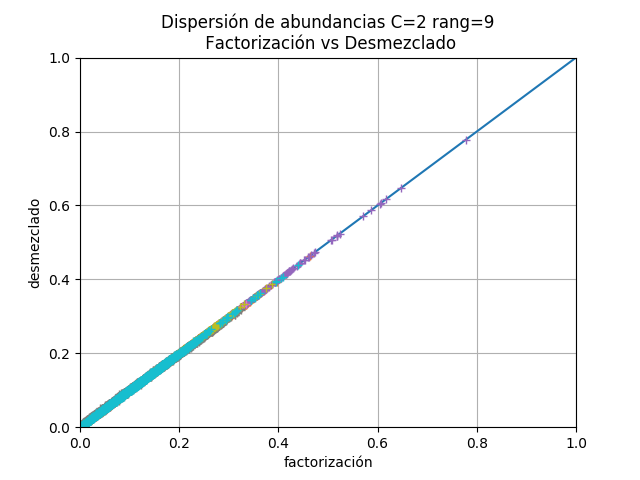 Dispersión de abundancias C=2 rang=9
Factorización vs Desmezclado
1.0
0.8
0.6
0.4
0.2
0.0
desmezclado
0.0 0.2 0.4 0.6 0.8 1.0
factorización